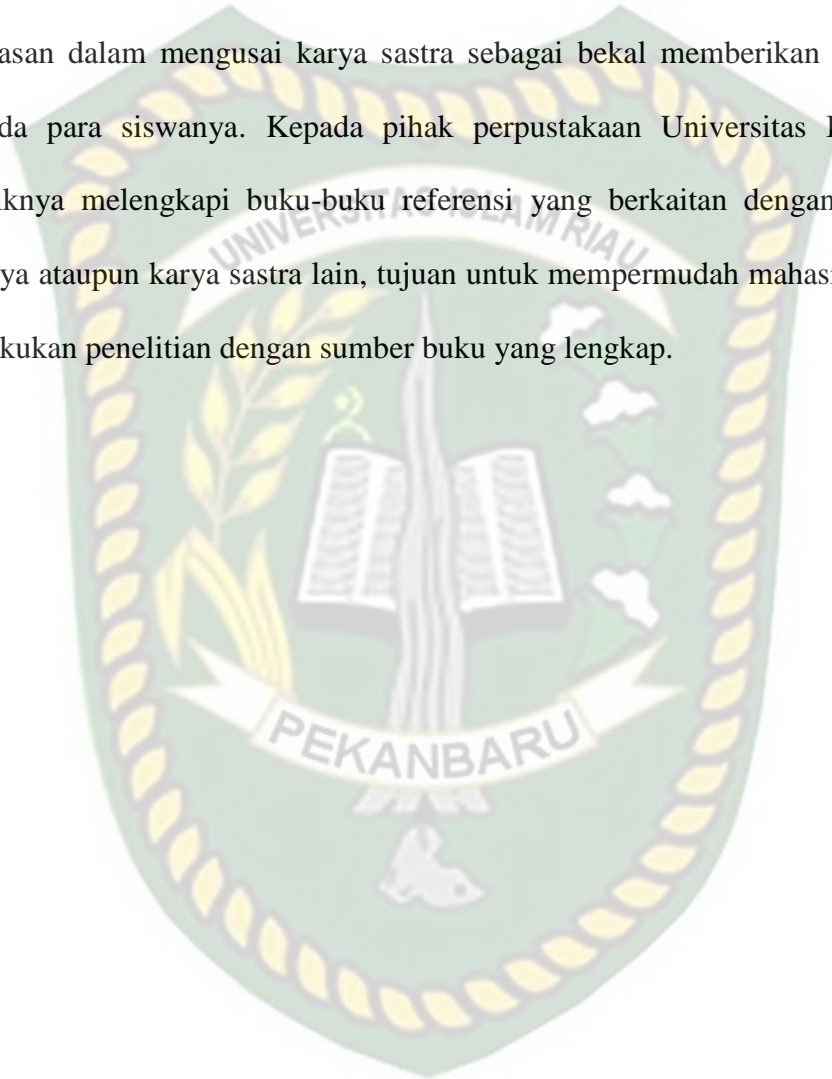 asan dalam mengusai karya sastra sebagai bekal memberikan
da para siswanya. Kepada pihak perpustakaan Universitas
knya melengkapi buku-buku referensi yang berkaitan dengan
ya ataupun karya sastra lain, tujuan untuk mempermudah mahasi
kukan penelitian dengan sumber buku yang lengkap.
UNIVERSITAS ISLAM RIAU
PEKANBARU